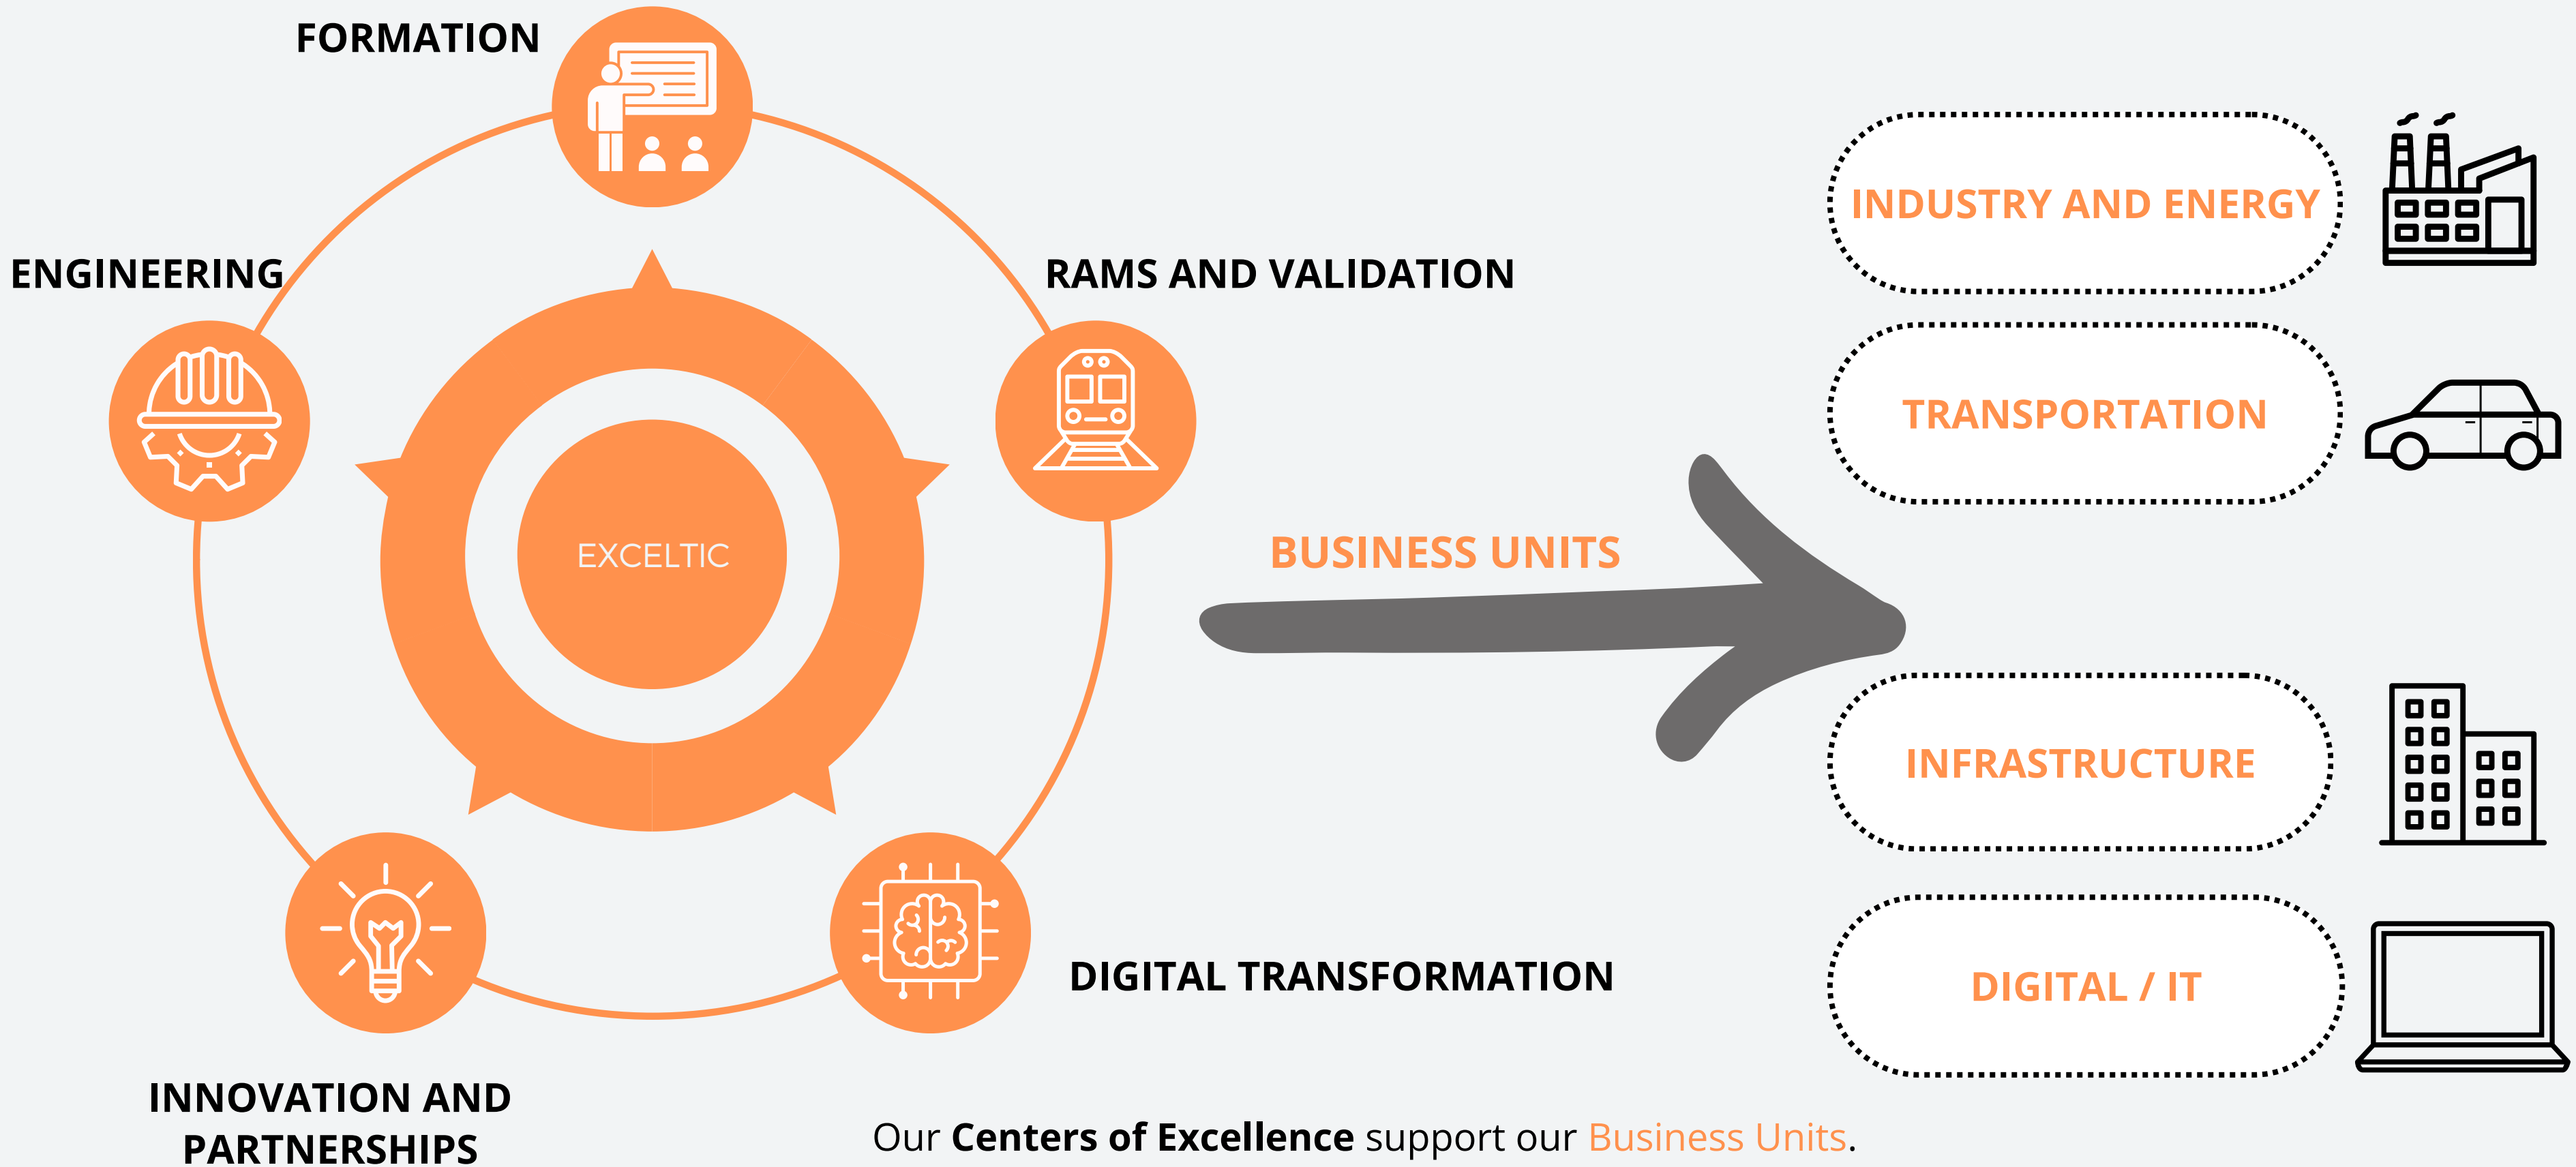 FORMATION
ENGINEERING
RAMS AND VALIDATION
EXCELTIC
INNOVATION AND
PARTNERSHIPS
DIGITAL TRANSFORMATION
BUSINESS UNITS
INDUSTRY AND ENERGY
TRANSPORTATION
INFRASTRUCTURE
DIGITAL / IT
Our Centers of Excellence support our Business Units.